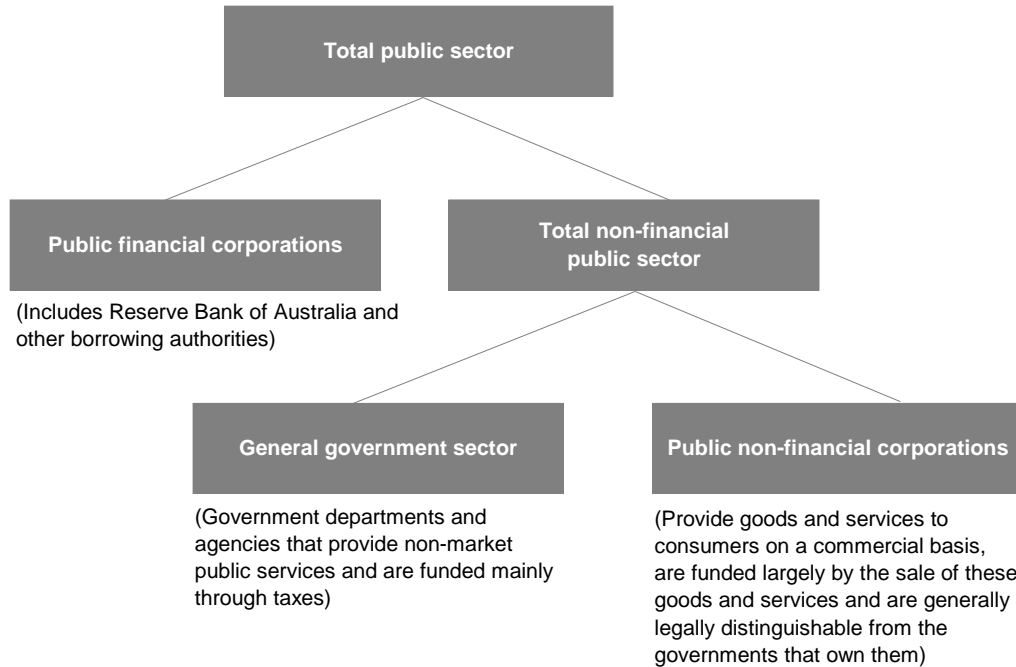 Total public
sector
Public financial corporations
Total non-financial
public sector
(Includes Reserve Bank of Australia and
other borrowing authorities)
General government sector
Public non-financial corporations
(Government departments and
agencies that provide non-market
public services and are funded mainly
through taxes)
(Provide goods and services to
consumers on a commercial basis,
are funded largely by the sale of these
goods and services and are generally
legally distinguishable from the
governments that own them)